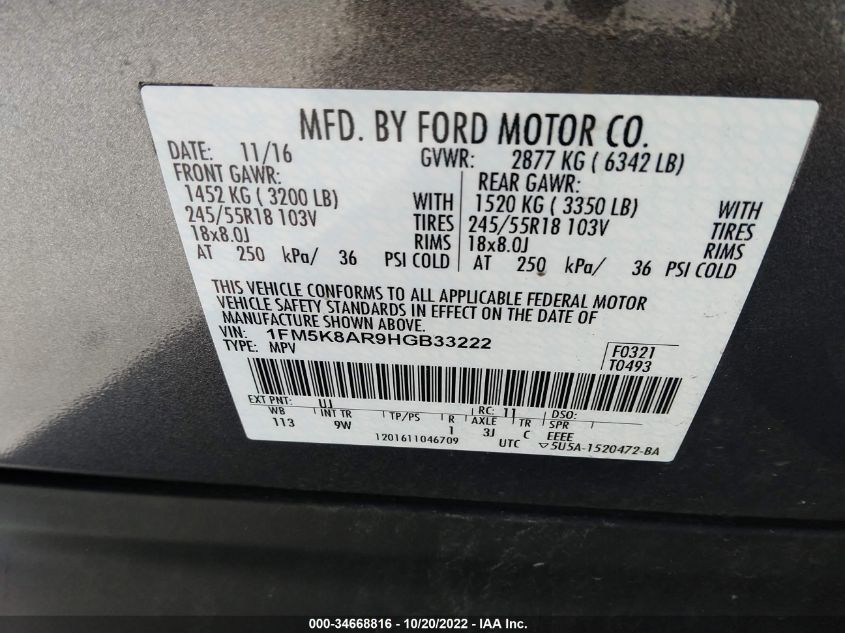 MFD. BY FORD MOTOR CO.
DATE: 11/16 GVWR: 2877 KG ( 6342 LB)
FRONT GAWR: REAR GAWR:
1452 KG ( 3200 LB) WITH 1520 KG ( 3350 LB) WITH
245/55R18 103V TIRES 245/55R18 103V TIRES
18x8.0J RIMS 18x8.0J RIMS
AT 250 kPa/ 36 PSI COLD AT 250 kPa/ 36 PSI COLD
THIS VEHICLE CONFORMS TO ALL APPLICABLE FEDERAL MOTOR
VEHICLE SAFETY STANDARDS IN EFFECT ON THE DATE OF
MANUFACTURE SHOWN ABOVE.
VIN: 1FM5K8AR9HGB33222 F0321
TYPE: MPV T0493
EXT PNT: UJ RC: 11 DSO:
WB INT TR TP/PS R AXLE TR SPR
113 9W 1 3J C EEEE
1201611046709 UTC ▽5U5A-1520472-BA
000-34668816 - 10/20/2022 - IAA Inc.